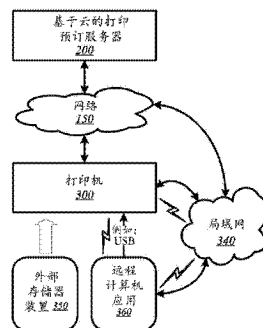 基于云的打印
预订服务器
200
网络
150
打印机
300
例如:
USB
局域网
340
外部
存储器
装置 350
远程
计算机
应用
360